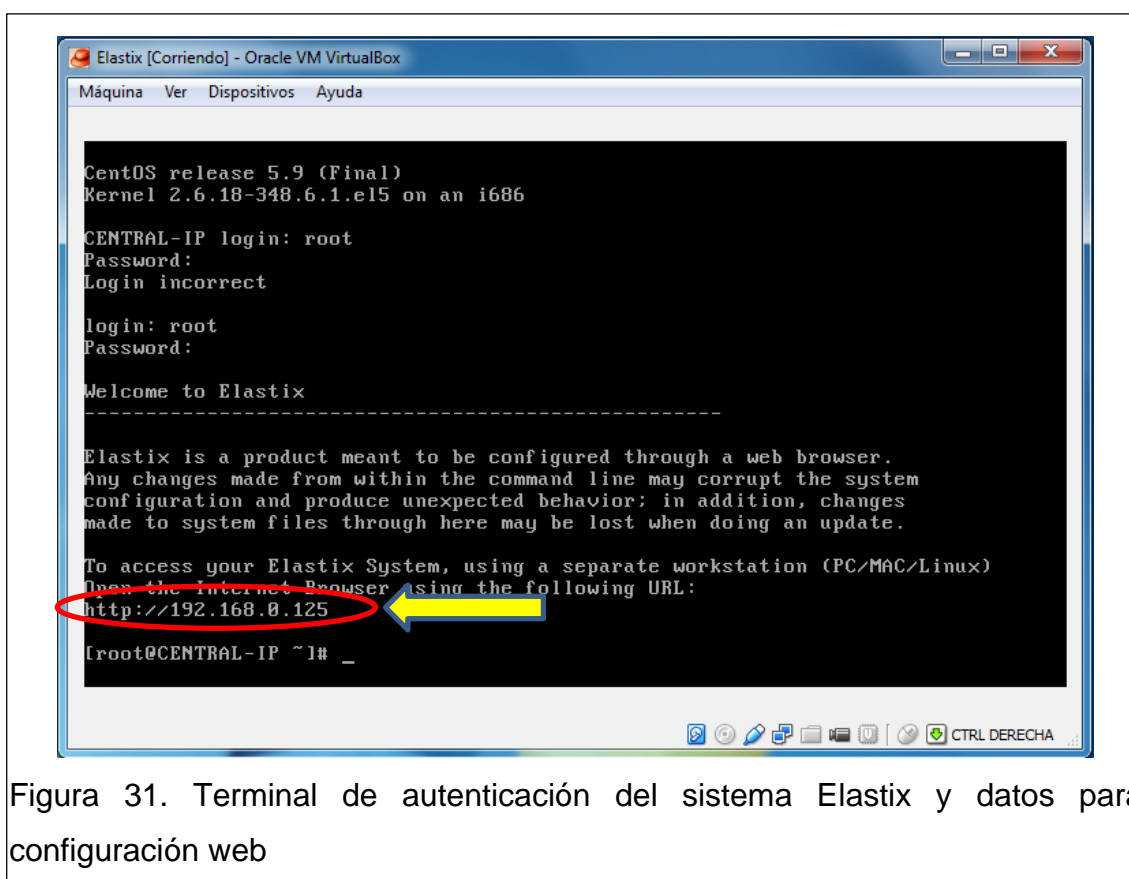 Elastix [Corriendo] - Oracle VM VirtualBox
Máquina Ver Dispositivos Ayuda
CentOS release 5.9 (Final)
Kernel 2.6.18-348.6.1.el5 on an i686
CENTRAL-IP login: root
Password:
Login incorrect
login: root
Password:
Welcome to Elastix
----------------------------------------------------
Elastix is a product meant to be configured through a web browser.
Any changes made from within the command line may corrupt the system
configuration and produce unexpected behavior; in addition, changes
made to system files through here may be lost when doing an update.
To access your Elastix System, using a separate workstation (PC/MAC/Linux)
Open the Internet Browser using the following URL:
http://192.168.0.125
[root@CENTRAL-IP ~]# _
CTRL DERECHA
Figura 31. Terminal de autenticación del sistema Elastix y datos para
configuración web